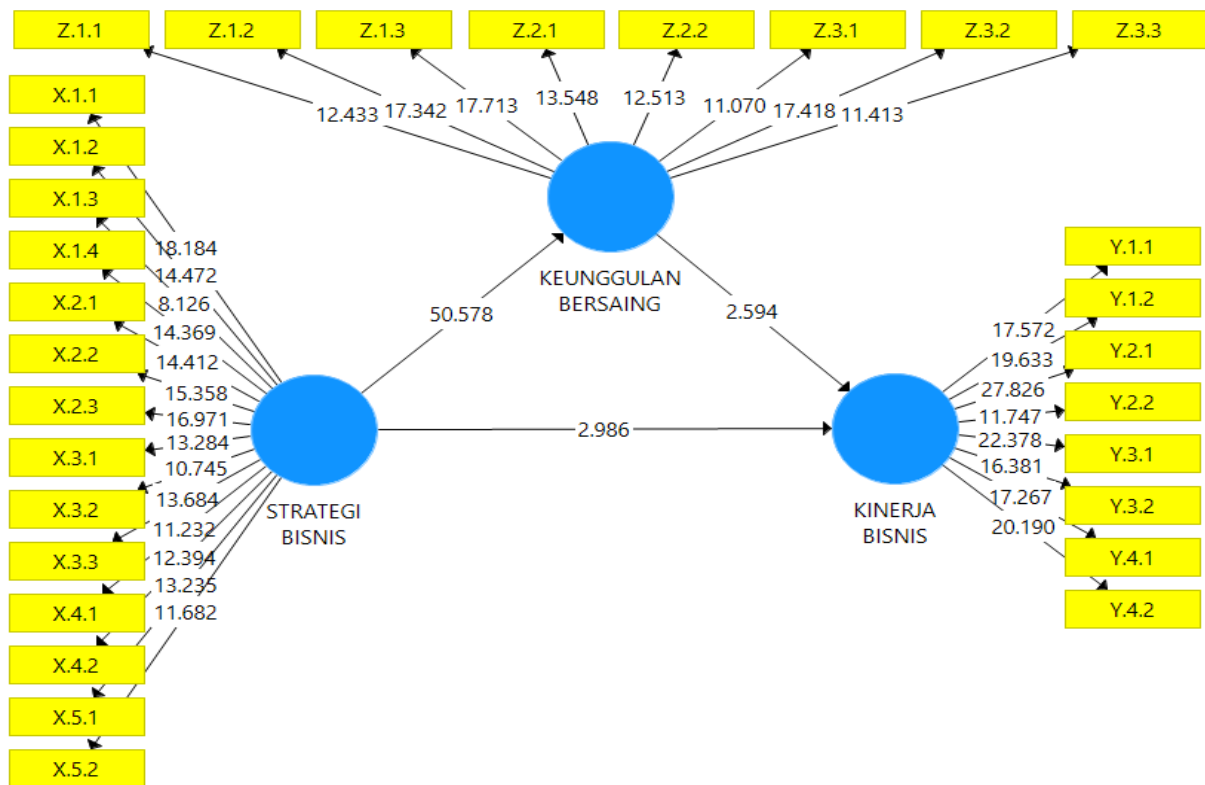 Z.1.1
Z.1.2
Z.1.3
Z.2.1
Z.2.2
Z.3.1
Z.3.2
Z.3.3
12.433
17.342
17.713
13.548
12.513
11.070
17.418
11.413
X.1.1
X.1.2
X.1.3
X.1.4
X.2.1
X.2.2
X.2.3
X.3.1
X.3.2
X.3.3
X.4.1
X.4.2
X.5.1
X.5.2
18.184
14.472
8.126
14.369
14.412
15.358
16.971
13.284
10.745
13.684
11.232
12.394
13.235
11.682
STRATEGI
BISNIS
50.578
KEUNGGULAN
BERSAING
2.594
2.986
KINERJA
BISNIS
17.572
19.633
27.826
11.747
22.378
16.381
17.267
20.190
Y.1.1
Y.1.2
Y.2.1
Y.2.2
Y.3.1
Y.3.2
Y.4.1
Y.4.2